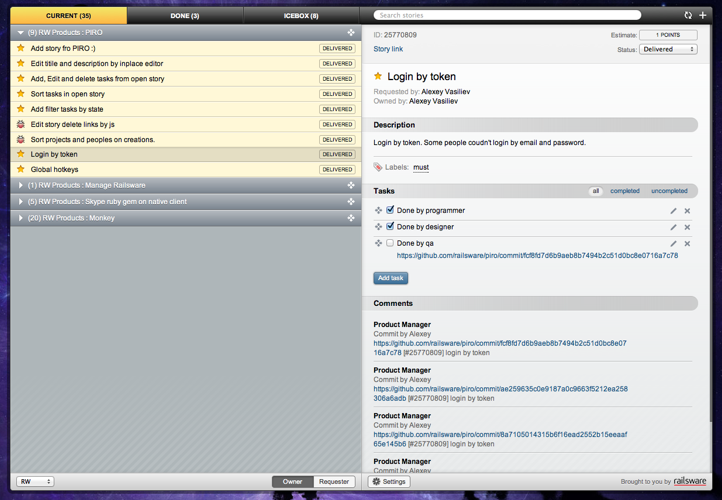 CURRENT (35)
DONE (3)
ICEBOX (8)
Search stories
(9) RW Products : PIRO
Add story fro PIRO :) DELIVERED
Edit titile and description by inplace editor DELIVERED
Add, Edit and delete tasks from open story DELIVERED
Sort tasks in open story DELIVERED
Add filter tasks by state DELIVERED
Edit story delete links by js DELIVERED
Sort projects and peoples on creations. DELIVERED
Login by token DELIVERED
Global hotkeys DELIVERED
(1) RW Products : Manage Railsware
(5) RW Products : Skype ruby gem on native client
(20) RW Products : Monkey
RW
Owner Requester
ID: 25770809
Estimate: 1 POINTS
Story link
Status: Delivered
Login by token
Requested by: Alexey Vasiliev
Owned by: Alexey Vasiliev
Description
Login by token. Some people coudn't login by email and password.
Labels: must
Tasks all completed uncompleted
Done by programmer
Done by designer
Done by qa
https://github.com/railsware/piro/commit/fcf8fd7d6b9aeb8b7494b2c51d0bc8e0716a7c78
Add task
Comments
Product Manager
Commit by Alexey
https://github.com/railsware/piro/commit/fcf8fd7d6b9aeb8b7494b2c51d0bc8e07
16a7c78 [#25770809] login by token
Product Manager
Commit by Alexey
https://github.com/railsware/piro/commit/ae259635c0e9187a0c9663f5212ea258
306a6adb [#25770809] login by token
Product Manager
Commit by Alexey
https://github.com/railsware/piro/commit/8a7105014315b6f16ead2552b15eeaaf
65e145b6 [#25770809] login by token
Product Manager
Commit by Alexey
Settings
Brought to you by railsware